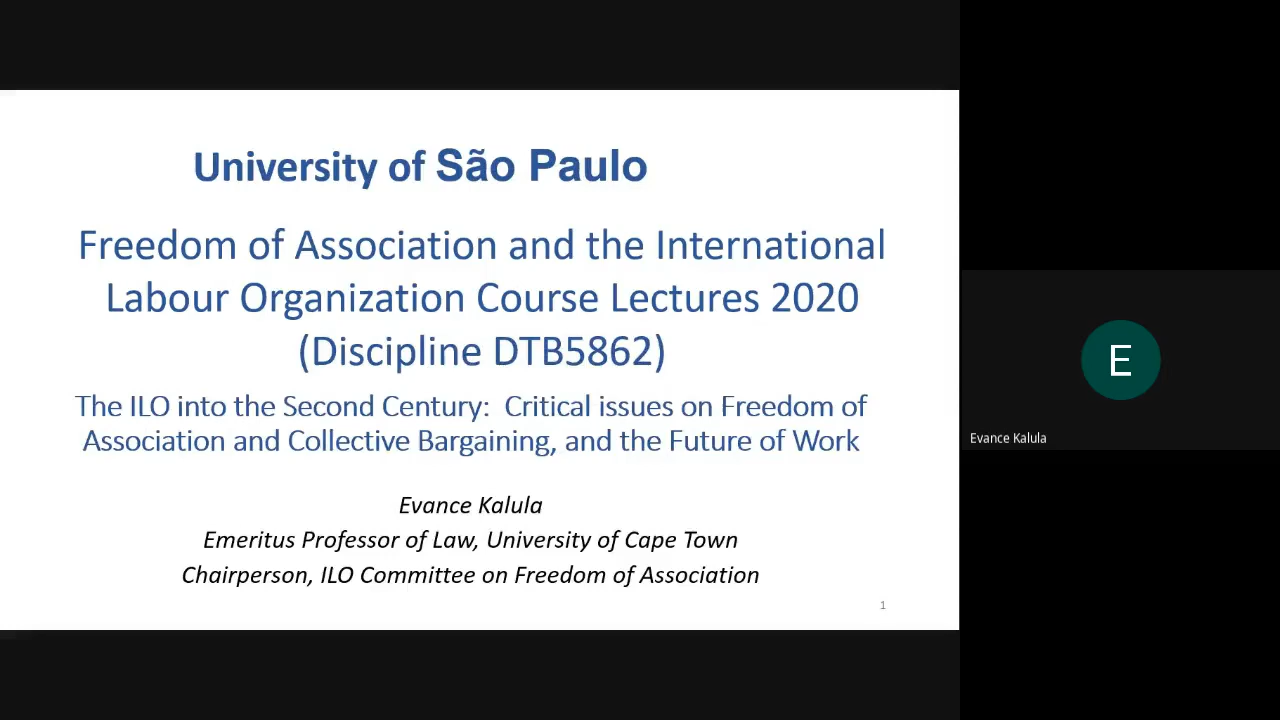 University of São Paulo
Freedom of Association and the International
Labour Organization Course Lectures 2020
(Discipline DTB5862)
The ILO into the Second Century: Critical issues on Freedom of
Association and Collective Bargaining, and the Future of Work
Evance Kalula
Emeritus Professor of Law, University of Cape Town
Chairperson, ILO Committee on Freedom of Association
1
E
Evance Kalula